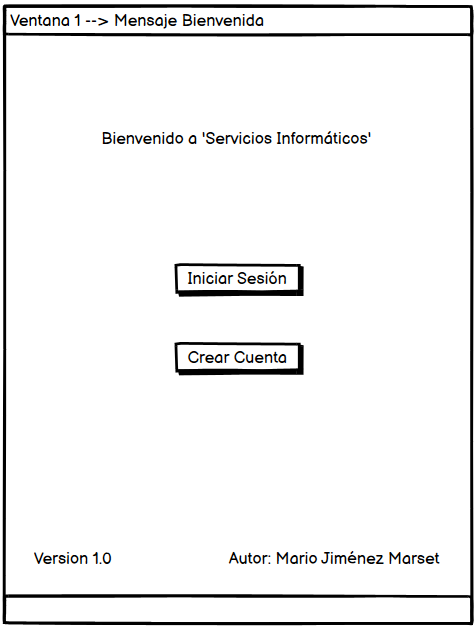 Ventana 1 --> Mensaje Bienvenida
Bienvenido a 'Servicios Informáticos'
Iniciar Sesión
Crear Cuenta
Version 1.0 Autor: Mario Jiménez Marset